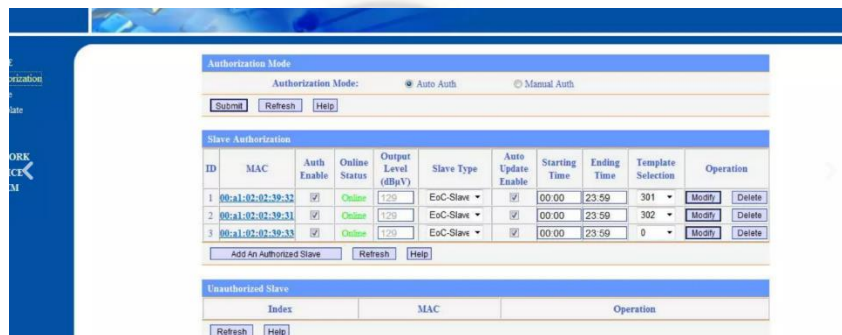 orization
late
ORK
ICE
EM
Authorization Mode
Authorization Mode: Auto Auth Manual Auth
Submit Refresh Help
Slave Authorization
ID MAC Auth Enable Online Status Output Level (dBμV) Slave Type Auto Update Enable Starting Time Ending Time Template Selection Operation
1 00:a1:02:02:39:32 Online 129 EoC-Slave 00:00 23:59 301 Modify Delete
2 00:a1:02:02:39:31 Online 129 EoC-Slave 00:00 23:59 302 Modify Delete
3 00:a1:02:02:39:33 Online 129 EoC-Slave 00:00 23:59 0 Modify Delete
Add An Authorized Slave Refresh Help
Unauthorized Slave
Index MAC Operation
Refresh Help